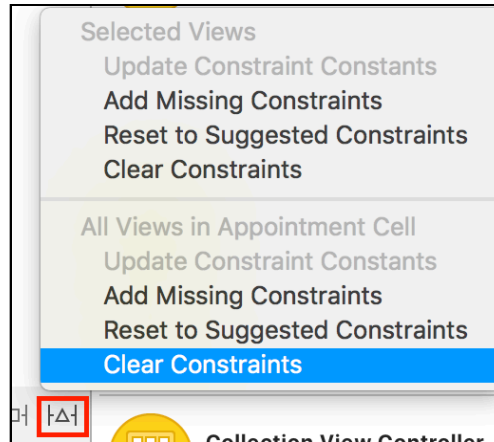 Selected Views
Update Constraint Constants
Add Missing Constraints
Reset to Suggested Constraints
Clear Constraints
All Views in Appointment Cell
Update Constraint Constants
Add Missing Constraints
Reset to Suggested Constraints
Clear Constraints
Collection View Controller